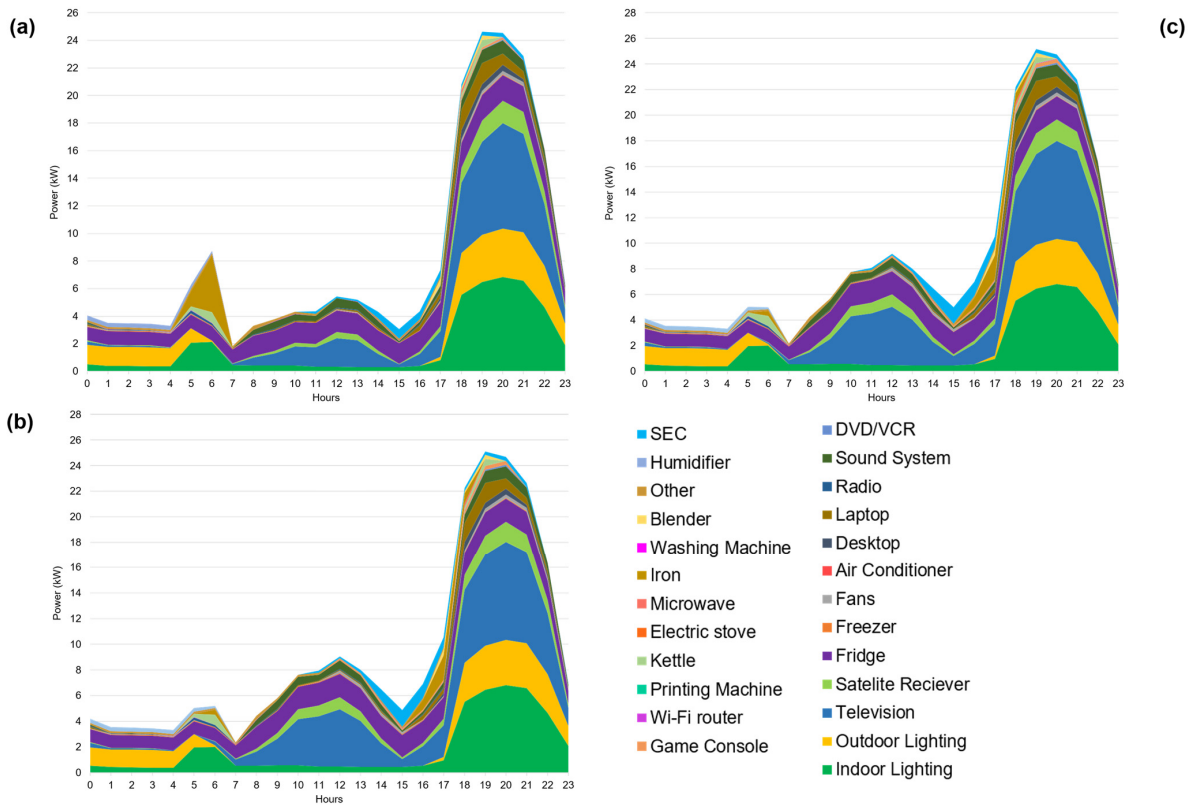 (a)
28
26
24
22
20
18
16
14
12
10
8
6
4
2
0
Power (kW)
0 1 2 3 4 5 6 7 8 9 10 11 12 13 14 15 16 17 18 19 20 21 22 23
Hours
(c)
28
26
24
22
20
18
16
14
12
10
8
6
4
2
0
Power (kW)
0 1 2 3 4 5 6 7 8 9 10 11 12 13 14 15 16 17 18 19 20 21 22 23
Hours
(b)
28
26
24
22
20
18
16
14
12
10
8
6
4
2
0
Power (kW)
0 1 2 3 4 5 6 7 8 9 10 11 12 13 14 15 16 17 18 19 20 21 22 23
Hours
SEC
Humidifier
Other
Blender
Washing Machine
Iron
Microwave
Electric stove
Kettle
Printing Machine
Wi-Fi router
Game Console
DVD/VCR
Sound System
Radio
Laptop
Desktop
Air Conditioner
Fans
Freezer
Fridge
Satelite Reciever
Television
Outdoor Lighting
Indoor Lighting